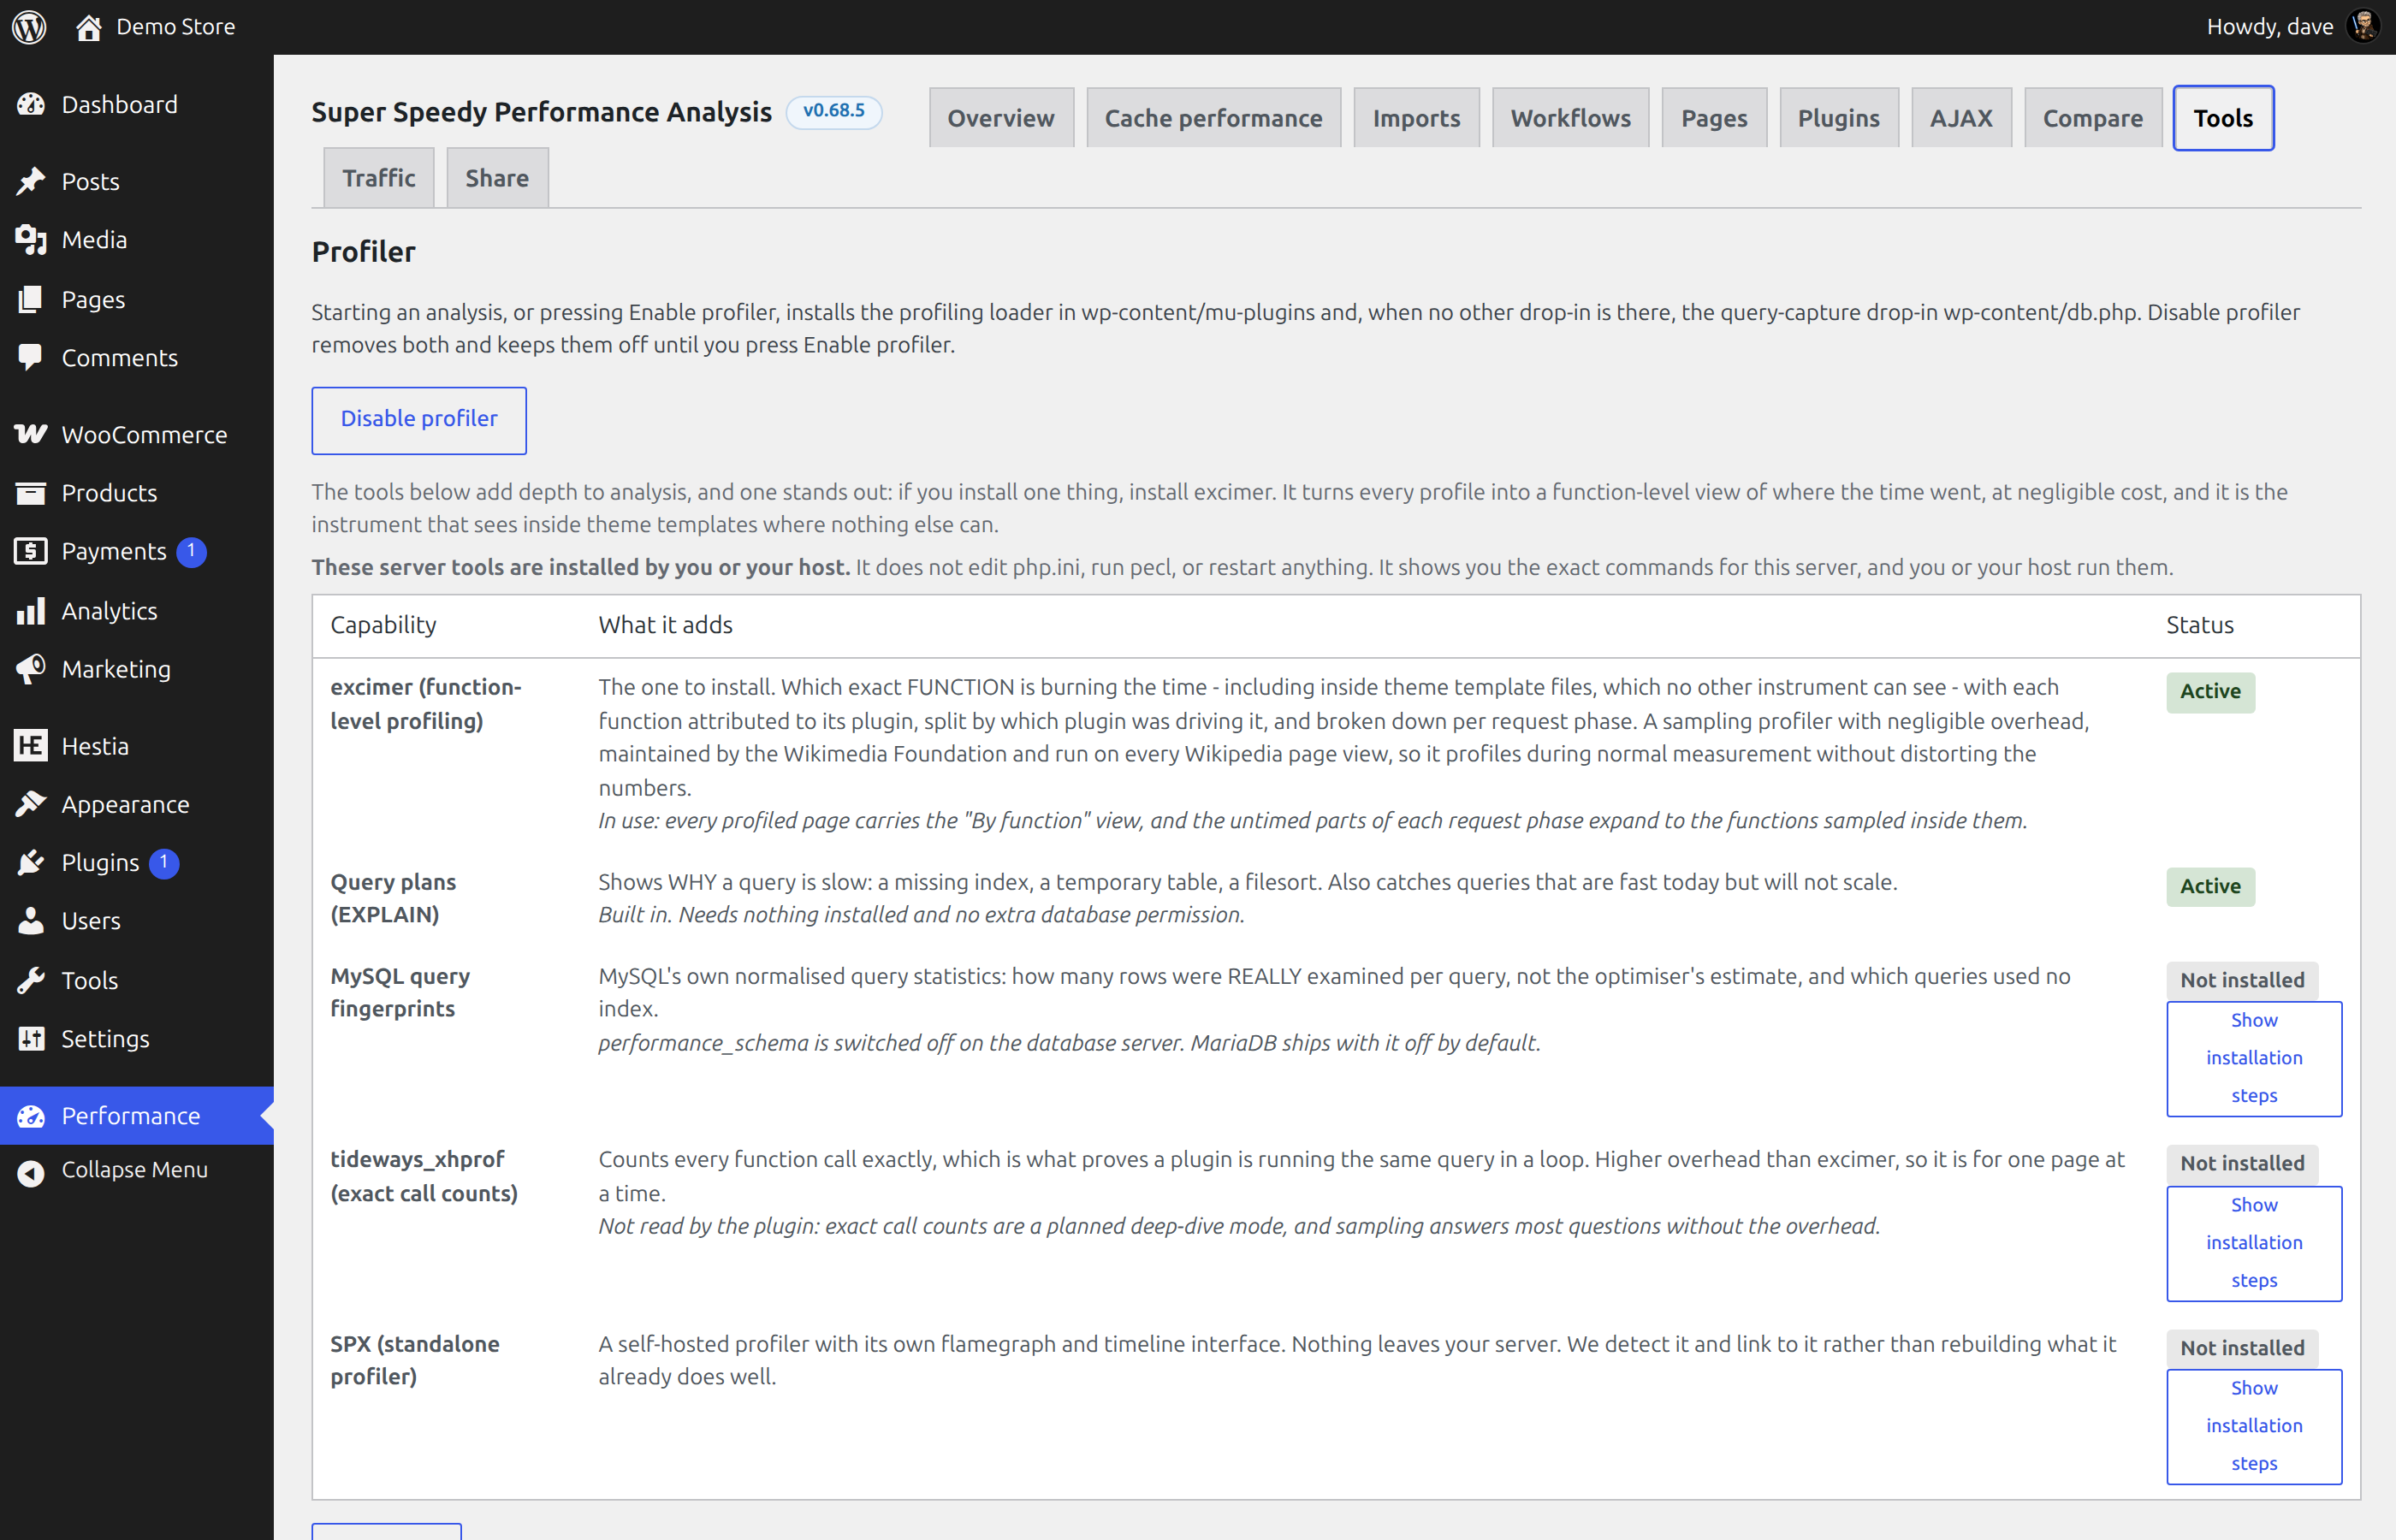 Demo Store
Howdy, dave
Dashboard
Posts
Media
Pages
Comments
WooCommerce
Products
Payments 1
Analytics
Marketing
HE Hestia
Appearance
Plugins 1
Users
Tools
Settings
Performance
Collapse Menu
Super Speedy Performance Analysis v0.68.5
Overview
Cache performance
Imports
Workflows
Pages
Plugins
AJAX
Compare
Tools
Traffic
Share
Profiler
Starting an analysis, or pressing Enable profiler, installs the profiling loader in wp-content/mu-plugins and, when no other drop-in is there, the query-capture drop-in wp-content/db.php. Disable profiler
removes both and keeps them off until you press Enable profiler.
Disable profiler
The tools below add depth to analysis, and one stands out: if you install one thing, install excimer. It turns every profile into a function-level view of where the time went, at negligible cost, and it is the
instrument that sees inside theme templates where nothing else can.
These server tools are installed by you or your host. It does not edit php.ini, run pecl, or restart anything. It shows you the exact commands for this server, and you or your host run them.
Capability
What it adds
Status
excimer (function-
level profiling)
The one to install. Which exact FUNCTION is burning the time - including inside theme template files, which no other instrument can see - with each
function attributed to its plugin, split by which plugin was driving it, and broken down per request phase. A sampling profiler with negligible overhead,
maintained by the Wikimedia Foundation and run on every Wikipedia page view, so it profiles during normal measurement without distorting the
numbers.
In use: every profiled page carries the "By function" view, and the untimed parts of each request phase expand to the functions sampled inside them.
Active
Query plans
(EXPLAIN)
Shows WHY a query is slow: a missing index, a temporary table, a filesort. Also catches queries that are fast today but will not scale.
Built in. Needs nothing installed and no extra database permission.
Active
MySQL query
fingerprints
MySQL's own normalised query statistics: how many rows were REALLY examined per query, not the optimiser's estimate, and which queries used no
index.
performance_schema is switched off on the database server. MariaDB ships with it off by default.
Not installed
Show
installation
steps
tideways_xhprof
(exact call counts)
Counts every function call exactly, which is what proves a plugin is running the same query in a loop. Higher overhead than excimer, so it is for one page at
a time.
Not read by the plugin: exact call counts are a planned deep-dive mode, and sampling answers most questions without the overhead.
Not installed
Show
installation
steps
SPX (standalone
profiler)
A self-hosted profiler with its own flamegraph and timeline interface. Nothing leaves your server. We detect it and link to it rather than rebuilding what it
already does well.
Not installed
Show
installation
steps